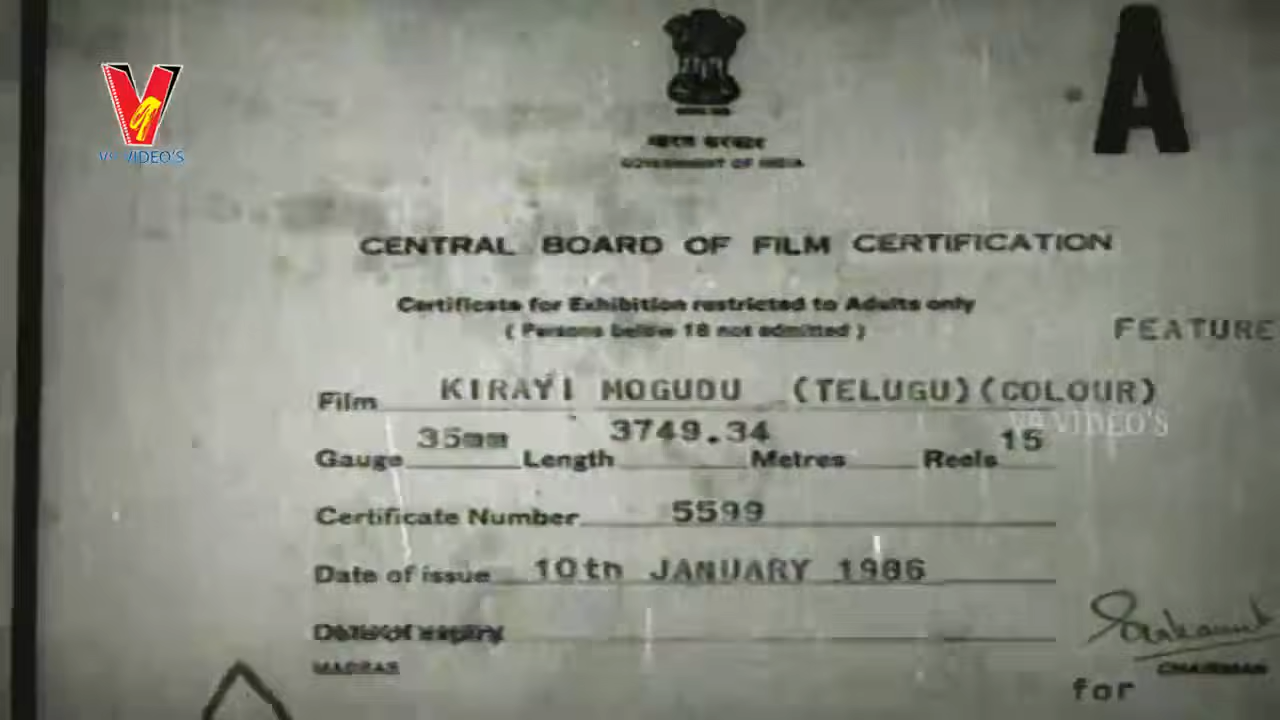 A
V9 VIDEO'S
भारत सरकार
GOVERNMENT OF INDIA
CENTRAL BOARD OF FILM CERTIFICATION
Certificate for Exhibition restricted to Adults only
( Persons below 18 not admitted )
FEATURE
Film KIRAYI MOGUDU (TELUGU)(COLOUR)
V9 VIDEO'S
Gauge 35mm Length 3749.34 Metres Reels 15
Certificate Number 5599
Date of issue 10th JANUARY 1986
Date of expiry
MADRAS
CHAIRMAN
for